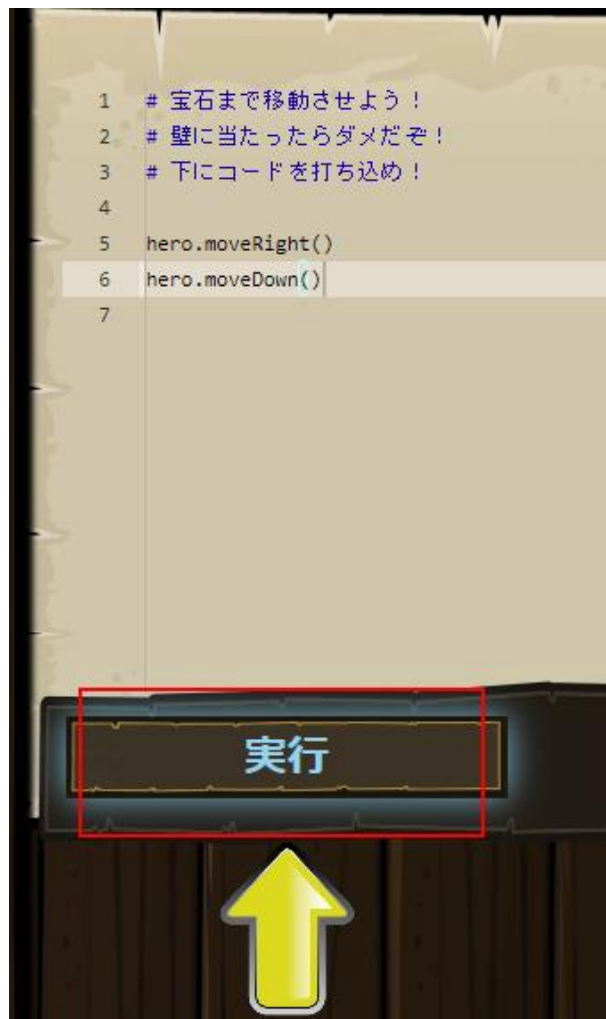 1 # 宝石まで移動させよう！
2 # 壁に当たったらダメだぞ！
3 # 下にコードを打ち込め！
4
5 hero.moveRight()
6 hero.moveDown()
7
実行